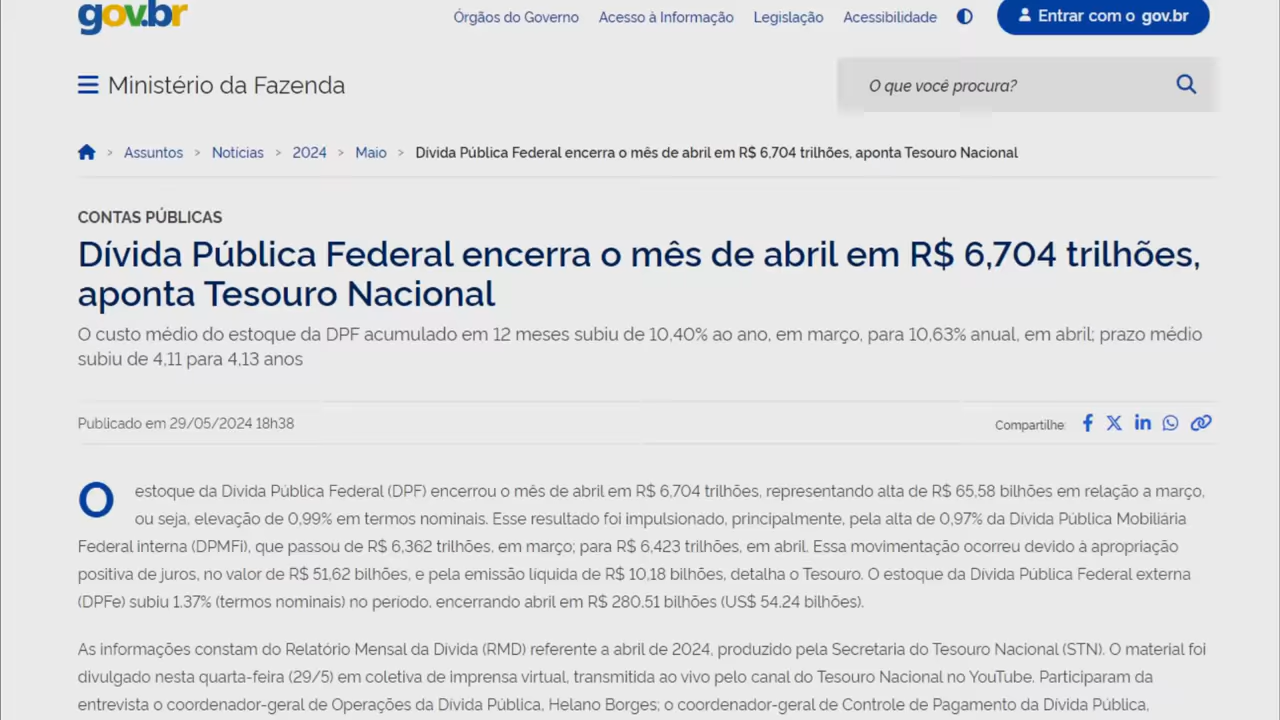 gov.br
Órgãos do Governo Acesso à Informação Legislação Acessibilidade Entrar com o gov.br
Ministério da Fazenda
O que você procura?
> Assuntos > Notícias > 2024 > Maio > Dívida Pública Federal encerra o mês de abril em R$ 6,704 trilhões, aponta Tesouro Nacional
CONTAS PÚBLICAS
Dívida Pública Federal encerra o mês de abril em R$ 6,704 trilhões,
aponta Tesouro Nacional
O custo médio do estoque da DPF acumulado em 12 meses subiu de 10,40% ao ano, em março, para 10,63% anual, em abril; prazo médio
subiu de 4,11 para 4,13 anos
Publicado em 29/05/2024 18h38
Compartilhe:
O estoque da Dívida Pública Federal (DPF) encerrou o mês de abril em R$ 6,704 trilhões, representando alta de R$ 65,58 bilhões em relação a março,
ou seja, elevação de 0,99% em termos nominais. Esse resultado foi impulsionado, principalmente, pela alta de 0,97% da Dívida Pública Mobiliária
Federal interna (DPMFi), que passou de R$ 6,362 trilhões, em março; para R$ 6,423 trilhões, em abril. Essa movimentação ocorreu devido à apropriação
positiva de juros, no valor de R$ 51,62 bilhões, e pela emissão líquida de R$ 10,18 bilhões, detalha o Tesouro. O estoque da Dívida Pública Federal externa
(DPFe) subiu 1,37% (termos nominais) no período, encerrando abril em R$ 280,51 bilhões (US$ 54,24 bilhões).
As informações constam do Relatório Mensal da Dívida (RMD) referente a abril de 2024, produzido pela Secretaria do Tesouro Nacional (STN). O material foi
divulgado nesta quarta-feira (29/5) em coletiva de imprensa virtual, transmitida ao vivo pelo canal do Tesouro Nacional no YouTube. Participaram da
entrevista o coordenador-geral de Operações da Dívida Pública, Helano Borges; o coordenador-geral de Controle de Pagamento da Dívida Pública,